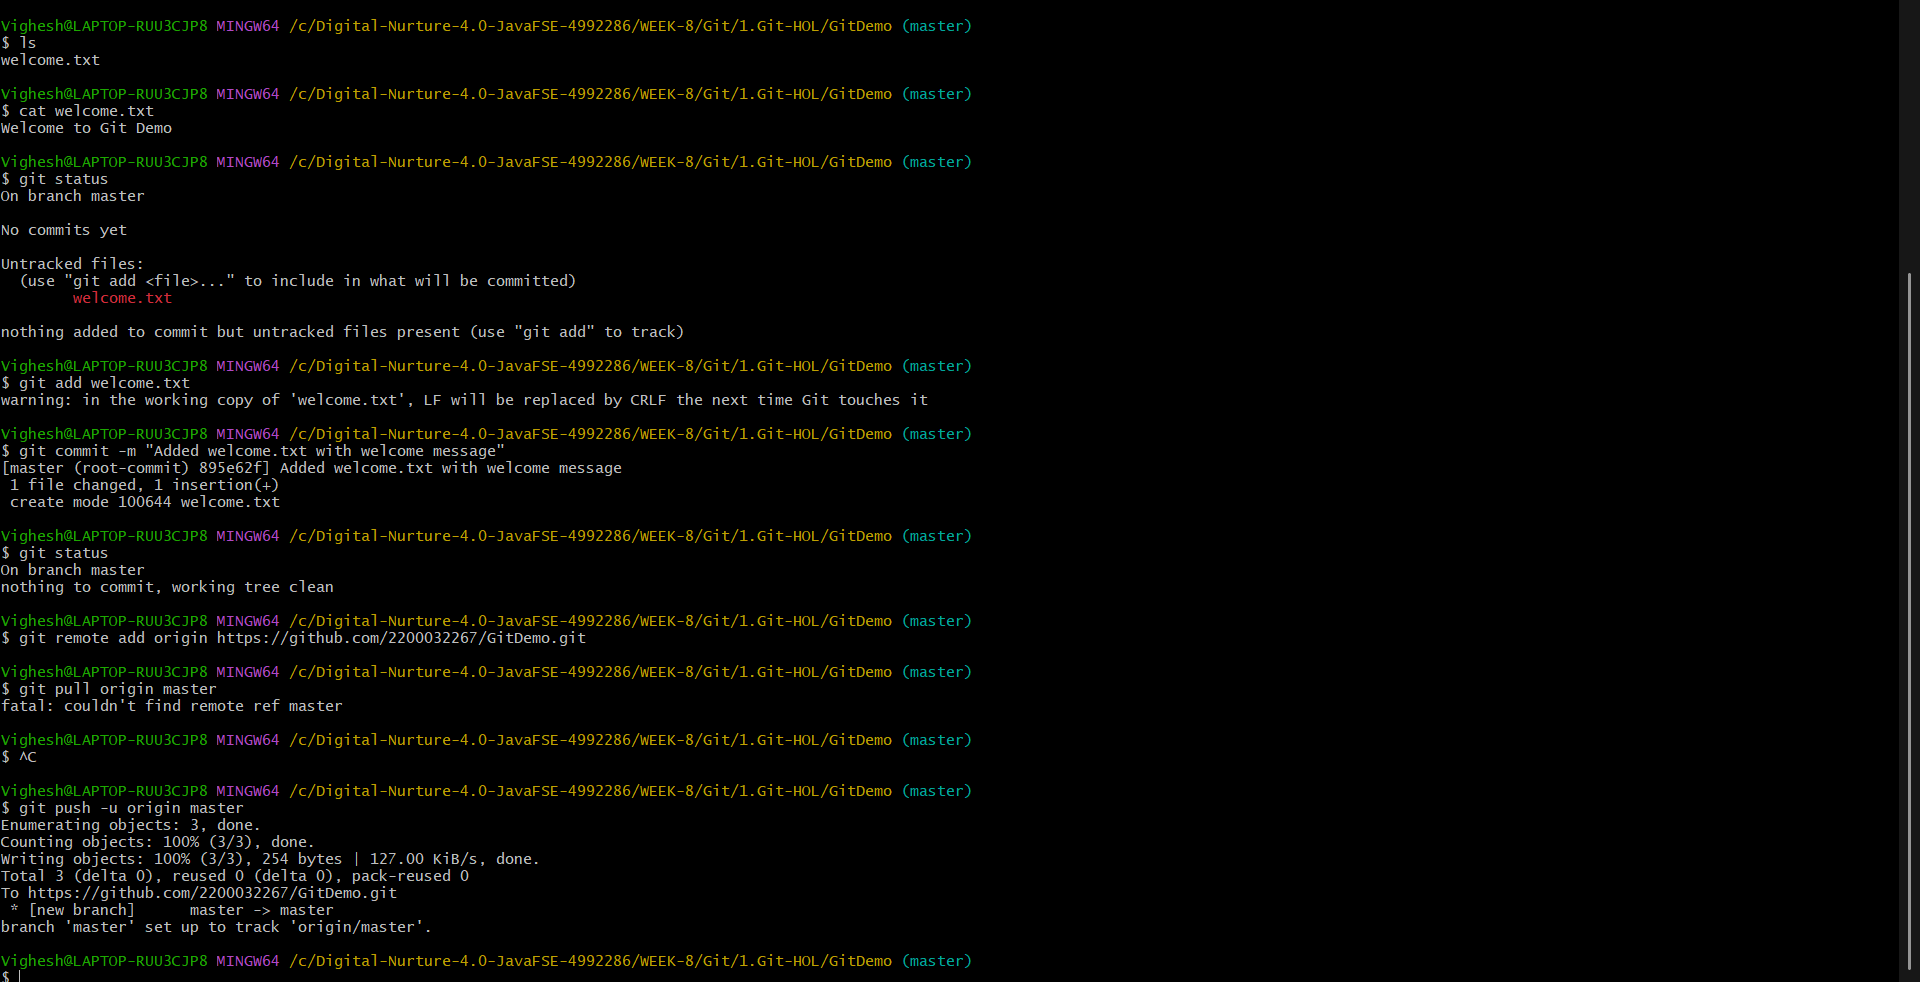 Vighesh@LAPTOP-RUU3CJP8 MINGW64 /c/Digital-Nurture-4.0-JavaFSE-4992286/WEEK-8/Git/1.Git-HOL/GitDemo (master)
$ ls
welcome.txt

Vighesh@LAPTOP-RUU3CJP8 MINGW64 /c/Digital-Nurture-4.0-JavaFSE-4992286/WEEK-8/Git/1.Git-HOL/GitDemo (master)
$ cat welcome.txt
Welcome to Git Demo

Vighesh@LAPTOP-RUU3CJP8 MINGW64 /c/Digital-Nurture-4.0-JavaFSE-4992286/WEEK-8/Git/1.Git-HOL/GitDemo (master)
$ git status
On branch master

No commits yet

Untracked files:
  (use "git add <file>..." to include in what will be committed)
        welcome.txt

nothing added to commit but untracked files present (use "git add" to track)

Vighesh@LAPTOP-RUU3CJP8 MINGW64 /c/Digital-Nurture-4.0-JavaFSE-4992286/WEEK-8/Git/1.Git-HOL/GitDemo (master)
$ git add welcome.txt
warning: in the working copy of 'welcome.txt', LF will be replaced by CRLF the next time Git touches it

Vighesh@LAPTOP-RUU3CJP8 MINGW64 /c/Digital-Nurture-4.0-JavaFSE-4992286/WEEK-8/Git/1.Git-HOL/GitDemo (master)
$ git commit -m "Added welcome.txt with welcome message"
[master (root-commit) 895e62f] Added welcome.txt with welcome message
 1 file changed, 1 insertion(+)
 create mode 100644 welcome.txt

Vighesh@LAPTOP-RUU3CJP8 MINGW64 /c/Digital-Nurture-4.0-JavaFSE-4992286/WEEK-8/Git/1.Git-HOL/GitDemo (master)
$ git status
On branch master
nothing to commit, working tree clean

Vighesh@LAPTOP-RUU3CJP8 MINGW64 /c/Digital-Nurture-4.0-JavaFSE-4992286/WEEK-8/Git/1.Git-HOL/GitDemo (master)
$ git remote add origin https://github.com/2200032267/GitDemo.git

Vighesh@LAPTOP-RUU3CJP8 MINGW64 /c/Digital-Nurture-4.0-JavaFSE-4992286/WEEK-8/Git/1.Git-HOL/GitDemo (master)
$ git pull origin master
fatal: couldn't find remote ref master

Vighesh@LAPTOP-RUU3CJP8 MINGW64 /c/Digital-Nurture-4.0-JavaFSE-4992286/WEEK-8/Git/1.Git-HOL/GitDemo (master)
$ ^C

Vighesh@LAPTOP-RUU3CJP8 MINGW64 /c/Digital-Nurture-4.0-JavaFSE-4992286/WEEK-8/Git/1.Git-HOL/GitDemo (master)
$ git push -u origin master
Enumerating objects: 3, done.
Counting objects: 100% (3/3), done.
Writing objects: 100% (3/3), 254 bytes | 127.00 KiB/s, done.
Total 3 (delta 0), reused 0 (delta 0), pack-reused 0
To https://github.com/2200032267/GitDemo.git
 * [new branch]      master -> master
branch 'master' set up to track 'origin/master'.

Vighesh@LAPTOP-RUU3CJP8 MINGW64 /c/Digital-Nurture-4.0-JavaFSE-4992286/WEEK-8/Git/1.Git-HOL/GitDemo (master)
$